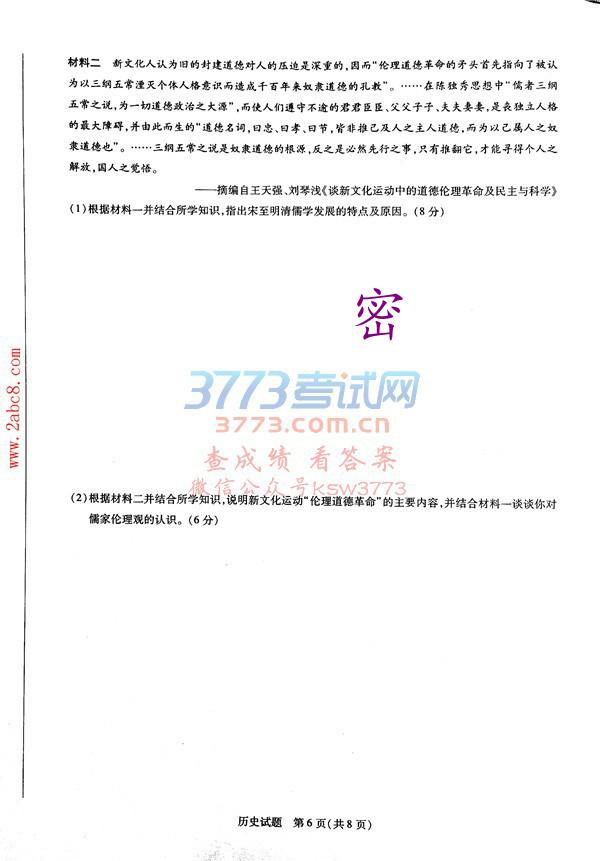 材料二　新文化人认为旧的封建道德对人的压迫是深重的，因而“伦理道德革命的矛头首先指向了被认
为以三纲五常湮灭个体人格意识而造成千百年来奴隶道德的孔教”。……在陈独秀思想中“儒者三纲
五常之说，为一切道德政治之大源”，而使人们遵守不逾的君君臣臣、父父子子、夫夫妻妻，是丧独立人格
的最大障碍，并由此而生的“道德名词，曰忠、曰孝、曰节，皆非推己及人之主人道德，而为以己属人之奴
隶道德也”。……三纲五常之说是奴隶道德的根源，反之是必然先行之事，只有推翻它，才能寻得个人之
解放，国人之觉悟。
——摘编自王天强、刘琴浅《谈新文化运动中的道德伦理革命及民主与科学》
(1)根据材料一并结合所学知识，指出宋至明清儒学发展的特点及原因。(8分)
密
3773考试网
3773.com.cn
查成绩 看答案
微信公众号Ksw3773
www.2abc8.com
(2)根据材料二并结合所学知识，说明新文化运动“伦理道德革命”的主要内容，并结合材料一谈谈你对
儒家伦理观的认识。(6分)
历史试题　第6页(共8页)